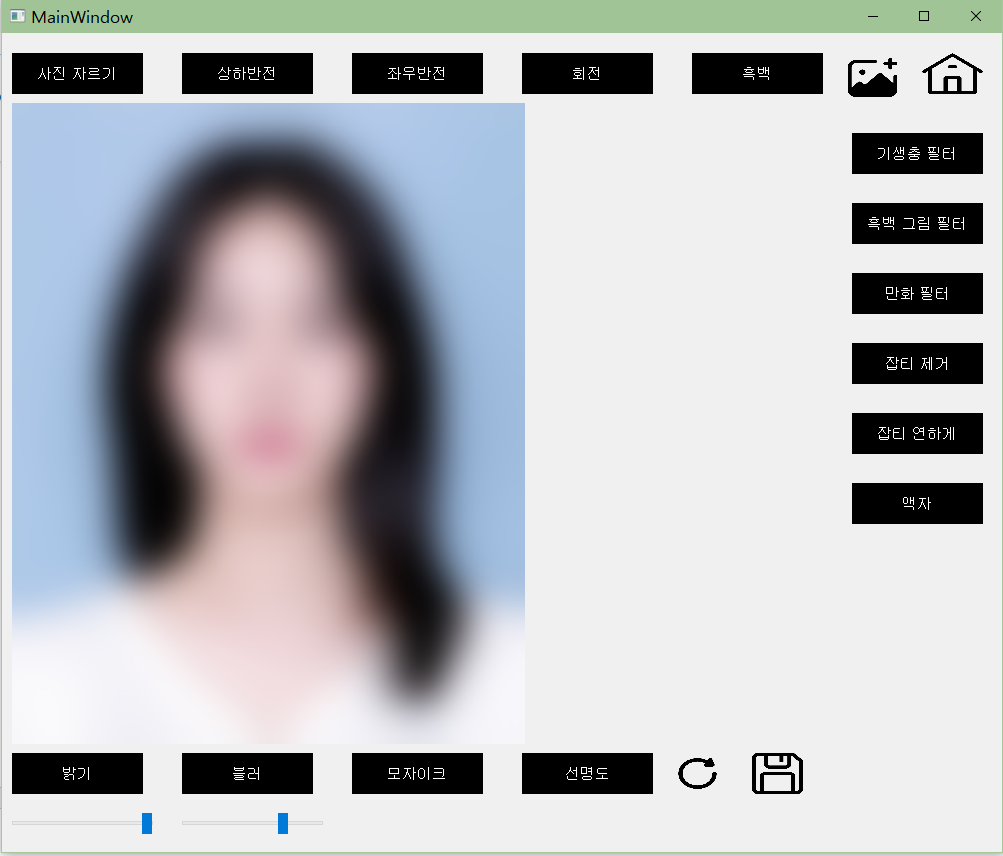 MainWindow
사진 자르기
상하반전
좌우반전
회전
흑백
기생충 필터
흑백 그림 필터
만화 필터
잡티 제거
잡티 연하게
액자
밝기
블러
모자이크
선명도